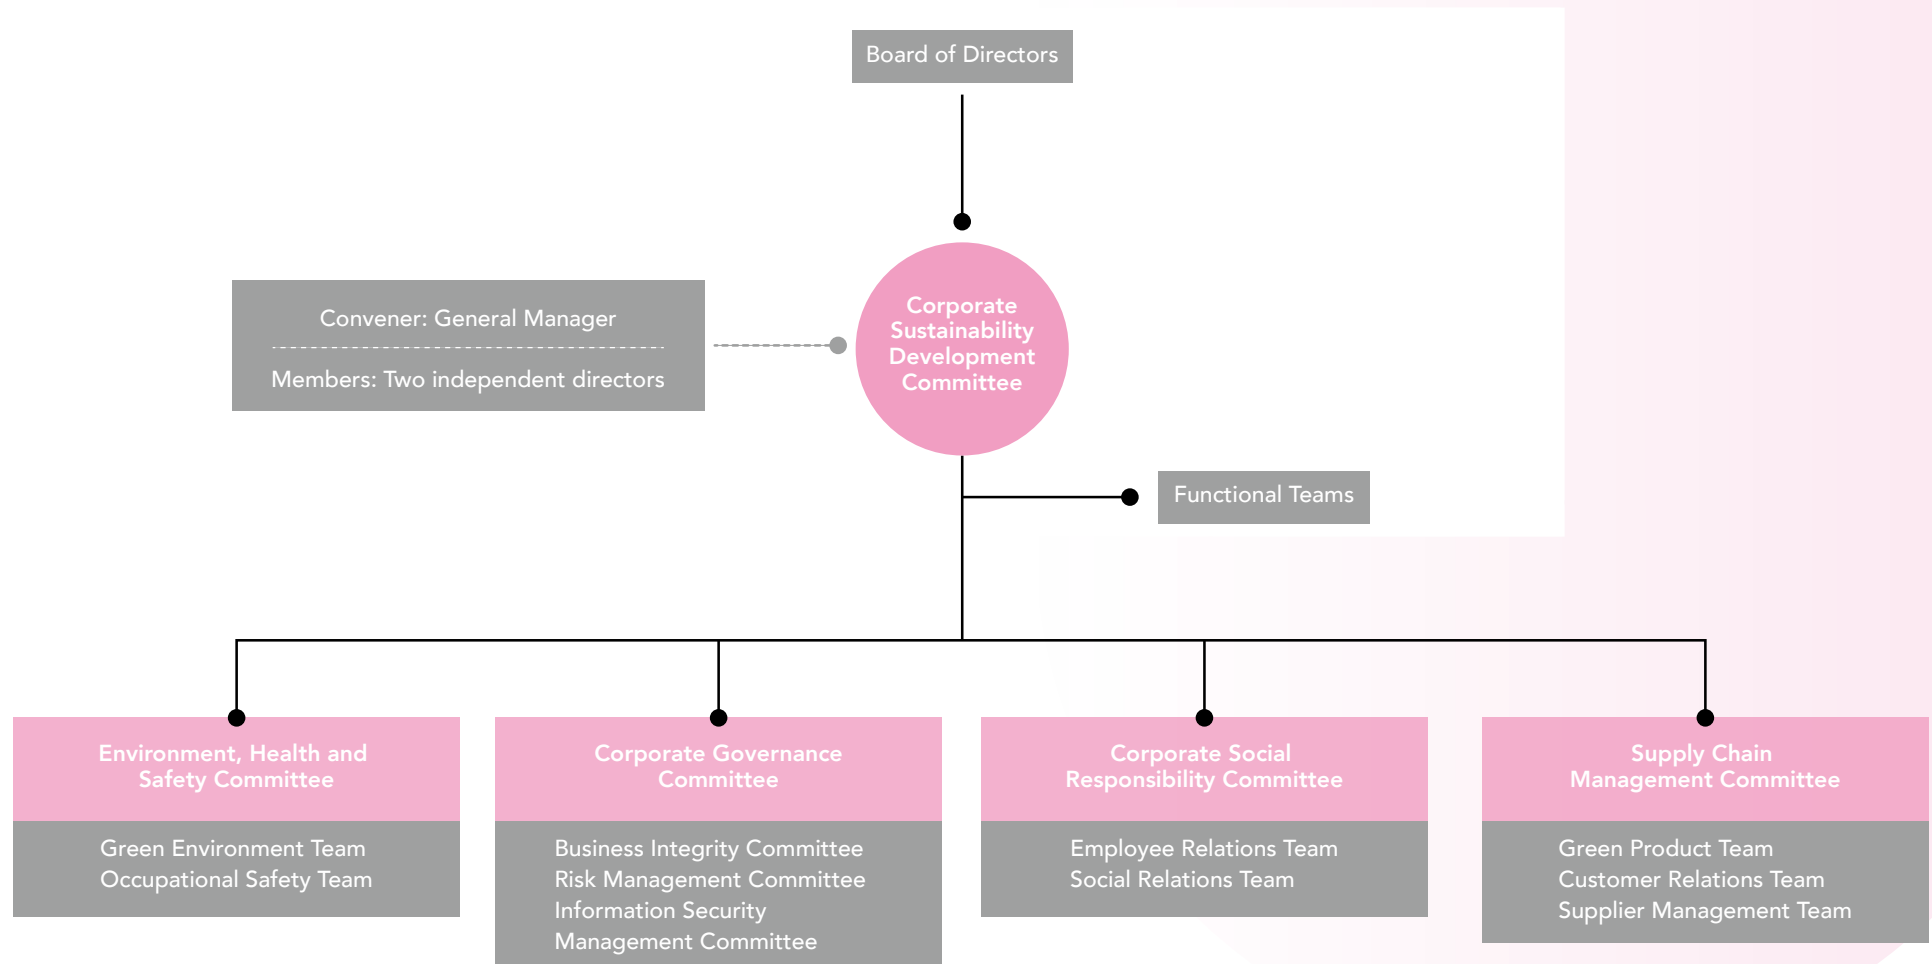 Board of Directors
Convener: General Manager
Members: Two independent directors
Corporate
Sustainability
Development
Committee
Functional Teams
Environment, Health and
Safety Committee
Green Environment Team
Occupational Safety Team
Corporate Governance
Committee
Business Integrity Committee
Risk Management Committee
Information Security
Management Committee
Corporate Social
Responsibility Committee
Employee Relations Team
Social Relations Team
Supply Chain
Management Committee
Green Product Team
Customer Relations Team
Supplier Management Team